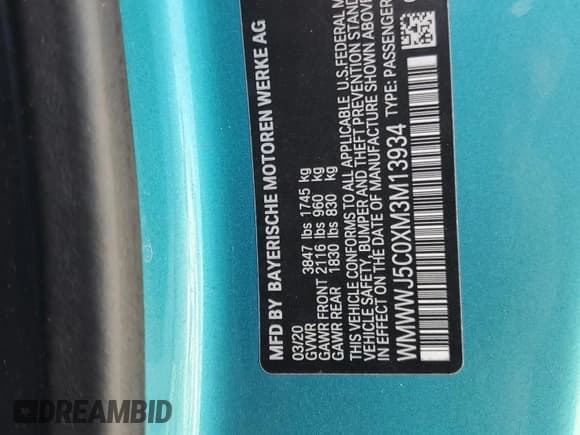 MFD BY BAYERISCHE MOTOREN WERKE AG
03/20
GVWR 3847 lbs 1745 kg
GAWR FRONT 2116 lbs 960 kg
GAWR REAR 1830 lbs 830 kg
THIS VEHICLE CONFORMS TO ALL APPLICABLE U.S. FEDERAL M
VEHICLE SAFETY, BUMPER AND THEFT PREVENTION STAND
IN EFFECT ON THE DATE OF MANUFACTURE SHOWN ABOVE
WMWWJ5C0XM3M13934
TYPE: PASSENGER
DREAMBID